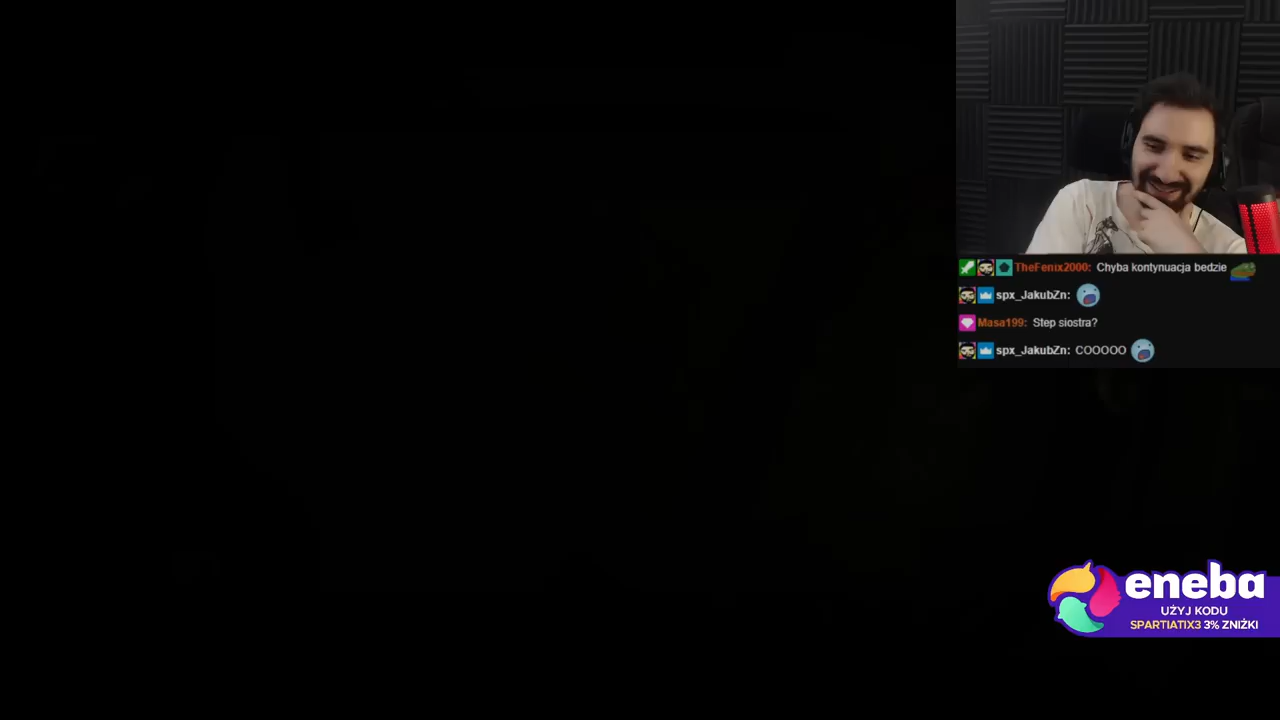 TheFenix2000: Chyba kontynuacja bedzie
spx_JakubZn:
Masa199: Step siostra?
spx_JakubZn: COOOOO
eneba
UŻYJ KODU
SPARTIATIX3 3% ZNIŻKI